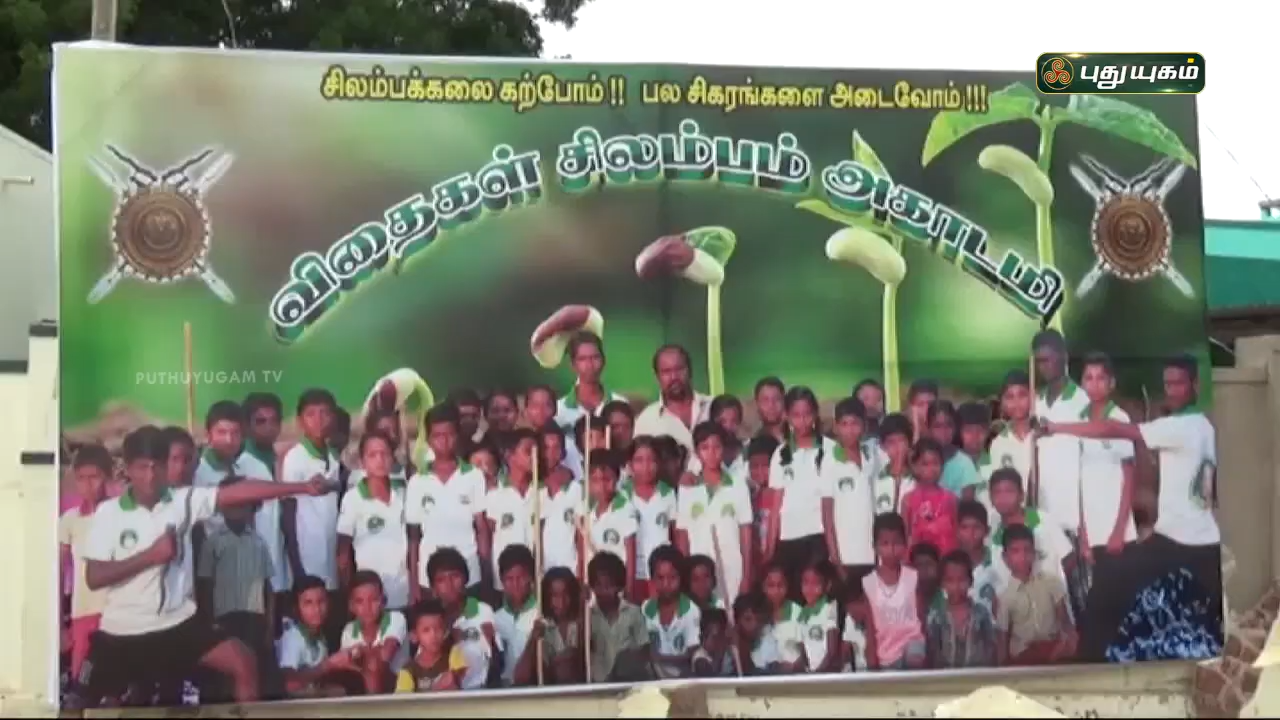 புதுயுகம்
சிலம்பக்கலை கற்போம் !! பல சிகரங்களை அடைவோம் !!!
விதைகள் சிலம்பம் அகாடமி
PUTHUYUGAM TV